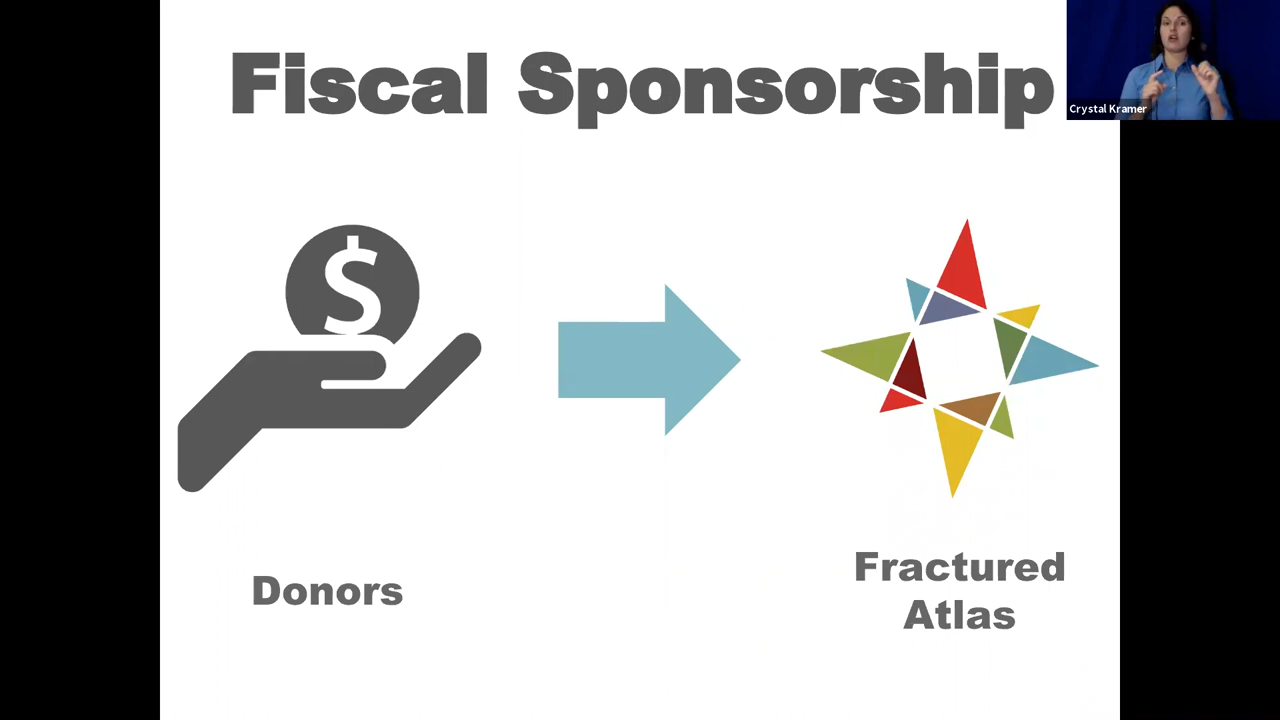 Fiscal Sponsorship
Crystal Kramer
$
Donors
Fractured
Atlas